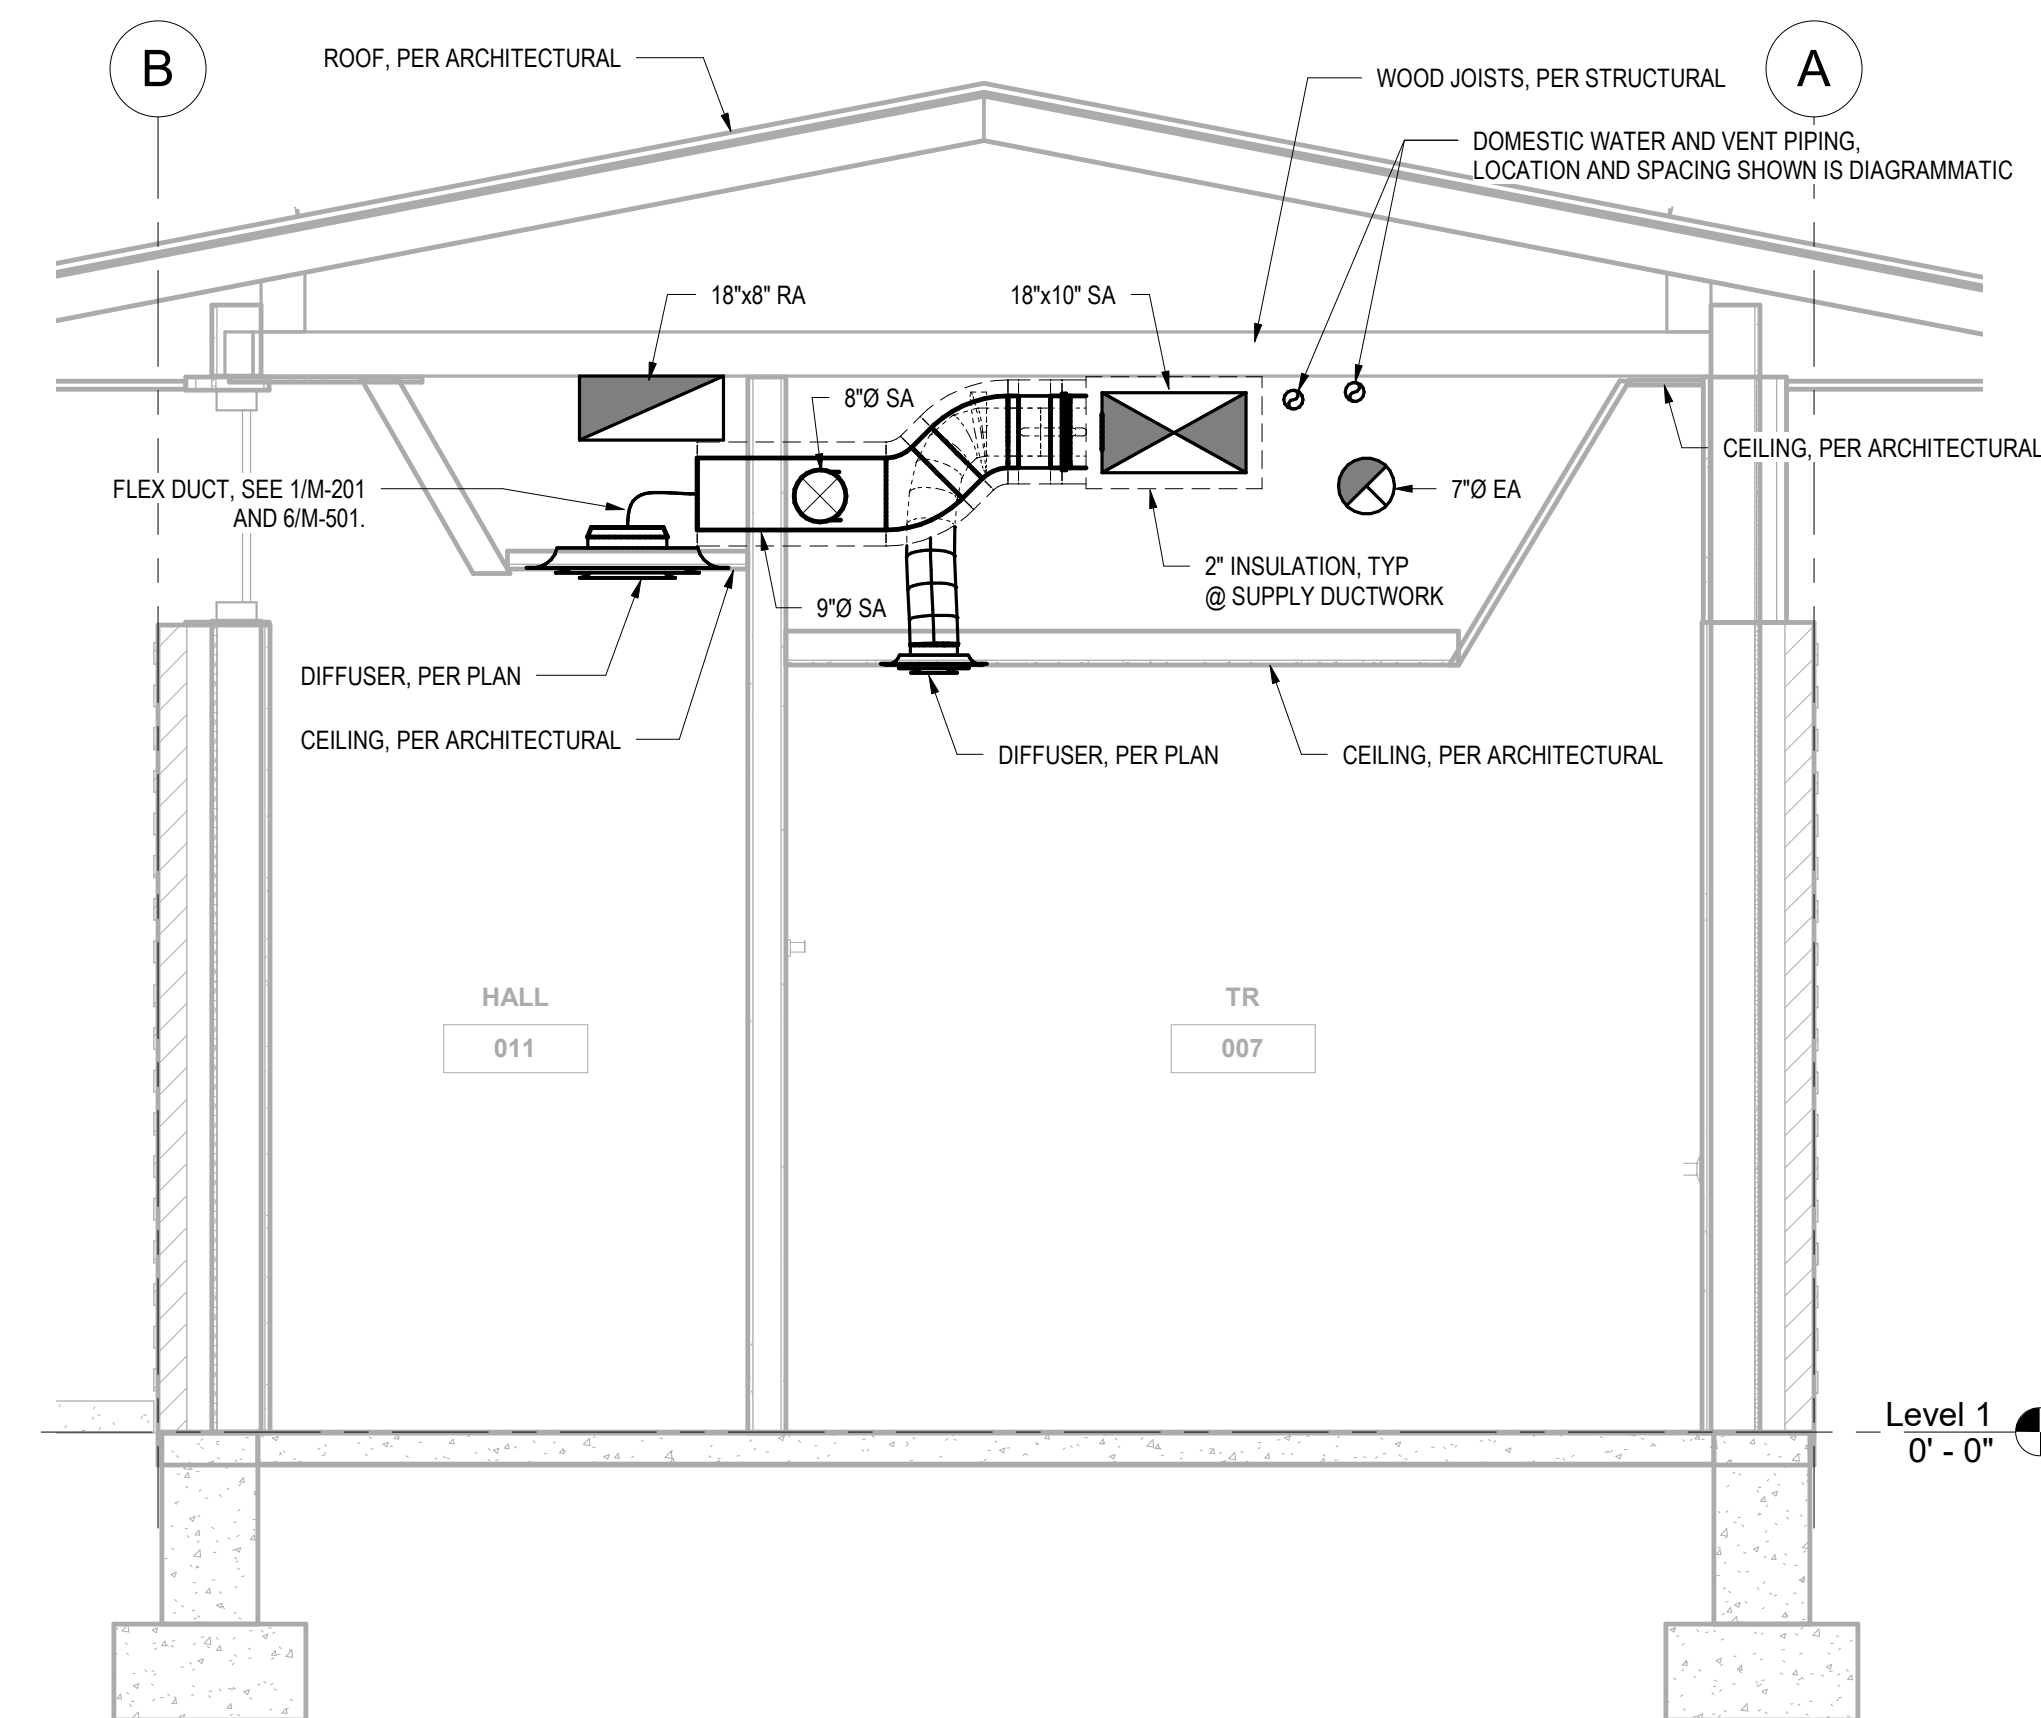 B
A
ROOF, PER ARCHITECTURAL
WOOD JOISTS, PER STRUCTURAL
DOMESTIC WATER AND VENT PIPING,
LOCATION AND SPACING SHOWN IS DIAGRAMMATIC
18"x8" RA
18"x10" SA
8"Ø SA
CEILING, PER ARCHITECTURAL
FLEX DUCT, SEE 1/M-201
AND 6/M-501.
7"Ø EA
2" INSULATION, TYP
@ SUPPLY DUCTWORK
9"Ø SA
DIFFUSER, PER PLAN
CEILING, PER ARCHITECTURAL
DIFFUSER, PER PLAN
CEILING, PER ARCHITECTURAL
HALL
011
TR
007
Level 1
0' - 0"